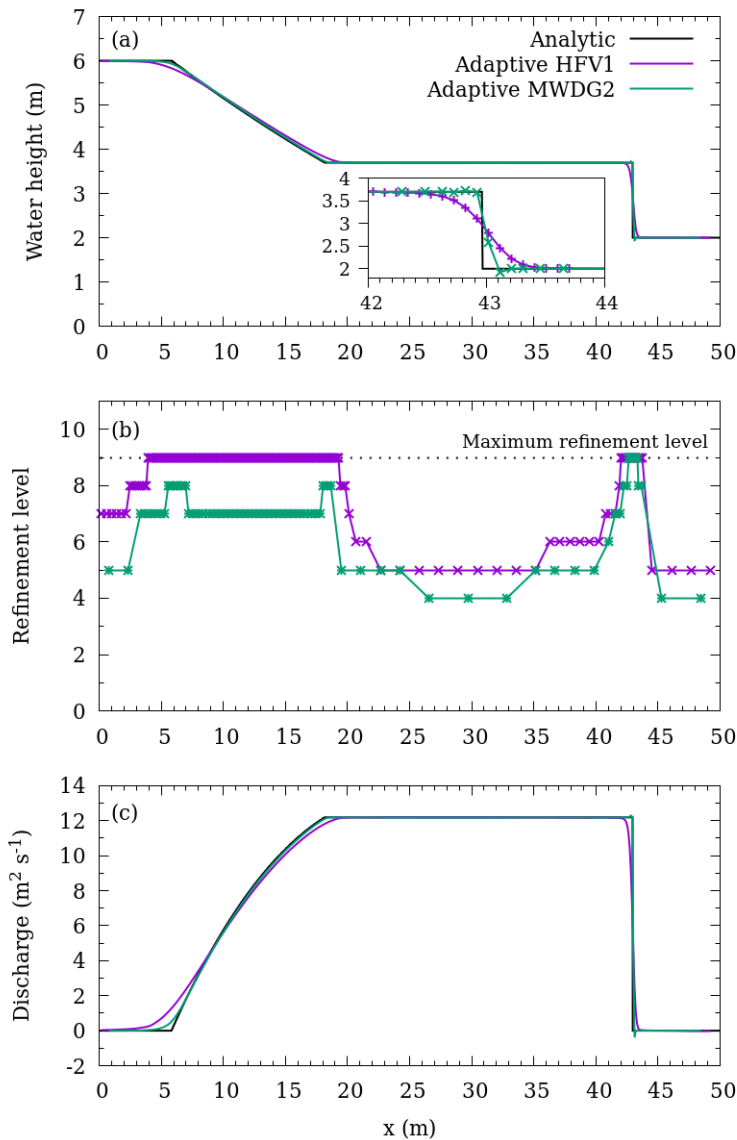 (a)
Analytic
Adaptive HFV1
Adaptive MWDG2
Water height (m)
7
6
5
4
3
2
1
0
4
3.5
3
2.5
2
42 43 44
0 5 10 15 20 25 30 35 40 45 50
(b)
Maximum refinement level
Refinement level
10
8
6
4
2
0
0 5 10 15 20 25 30 35 40 45 50
(c)
Discharge (m² s⁻¹)
14
12
10
8
6
4
2
0
-2
0 5 10 15 20 25 30 35 40 45 50
x (m)